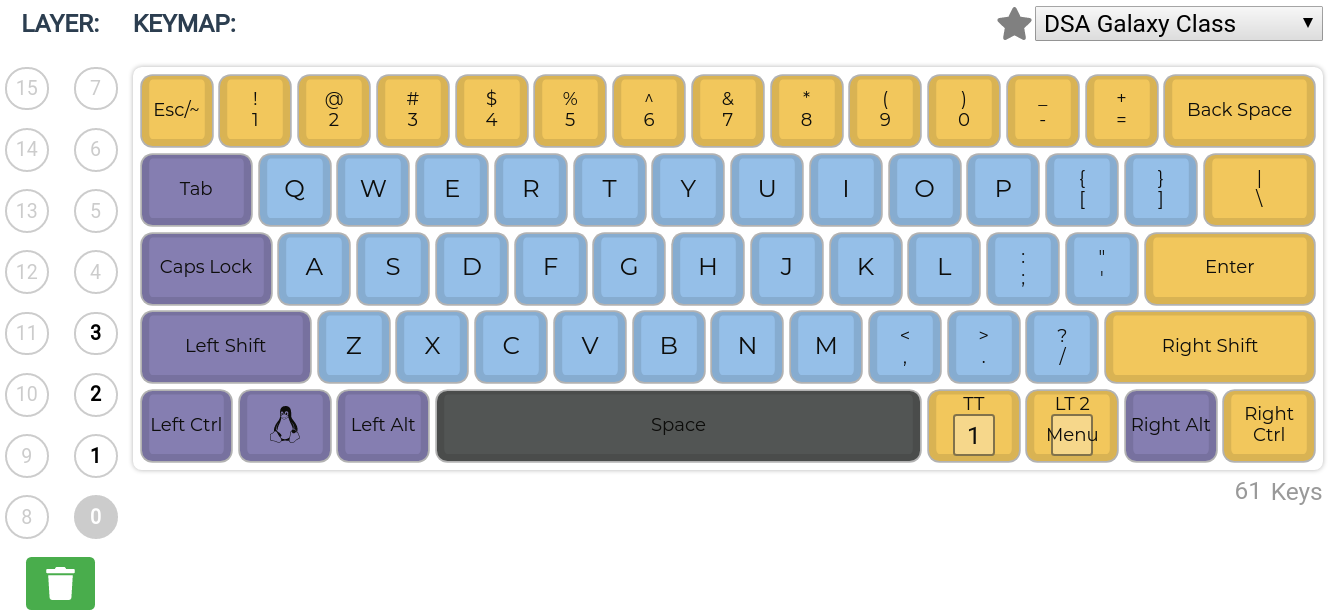 LAYER: KEYMAP: DSA Galaxy Class
15 7
14 6
13 5
12 4
11 3
10 2
9 1
8 0
Esc/~ ! @ # $ % ^ & * ( ) _ + Back Space
1 2 3 4 5 6 7 8 9 0 - =
Tab Q W E R T Y U I O P { } |
[ ] \
Caps Lock A S D F G H J K L : " Enter
; '
Left Shift Z X C V B N M < > ? Right Shift
, . /
Left Ctrl Left Alt Space TT LT 2 Right Alt Right
1 Menu Ctrl
61 Keys